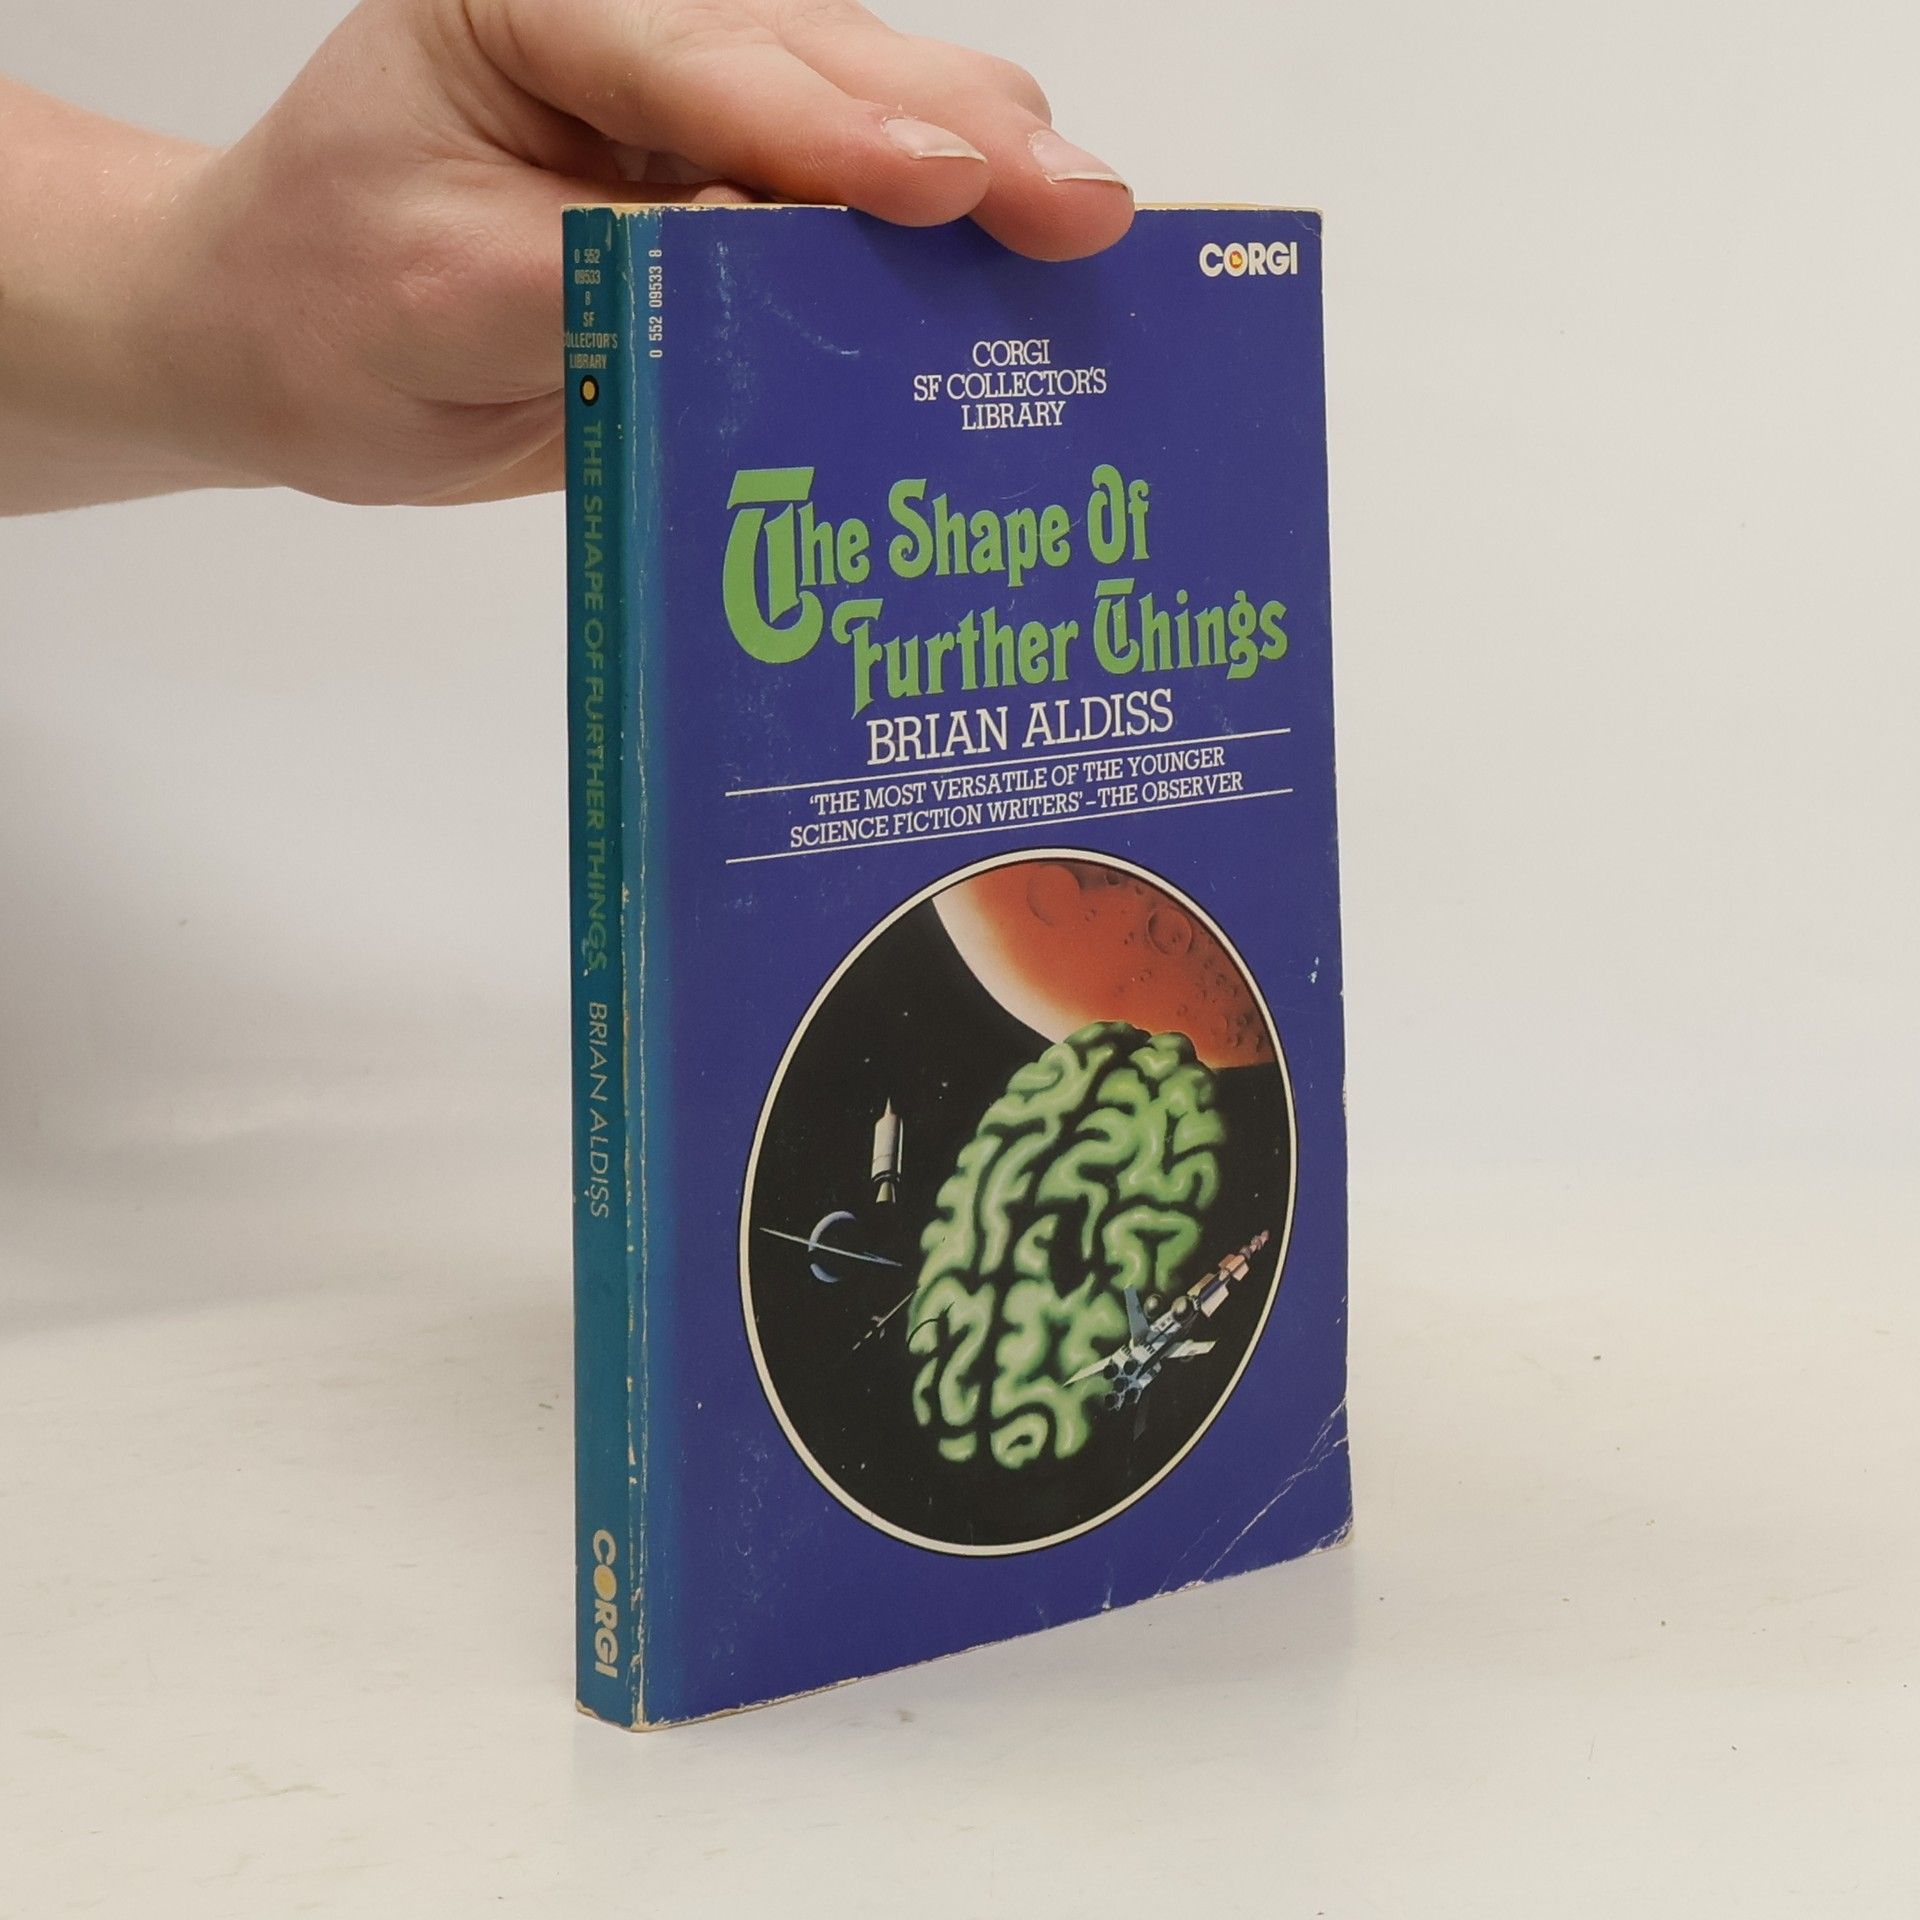 0 552
09533
8
SF
COLLECTOR'S
LIBRARY
THE SHAPE OF FURTHER THINGS BRIAN ALDISS
CORGI
0 552 09533 8
CORGI
CORGI
SF COLLECTOR'S
LIBRARY
The Shape Of
Further Things
BRIAN ALDISS
'THE MOST VERSATILE OF THE YOUNGER
SCIENCE FICTION WRITERS'–THE OBSERVER